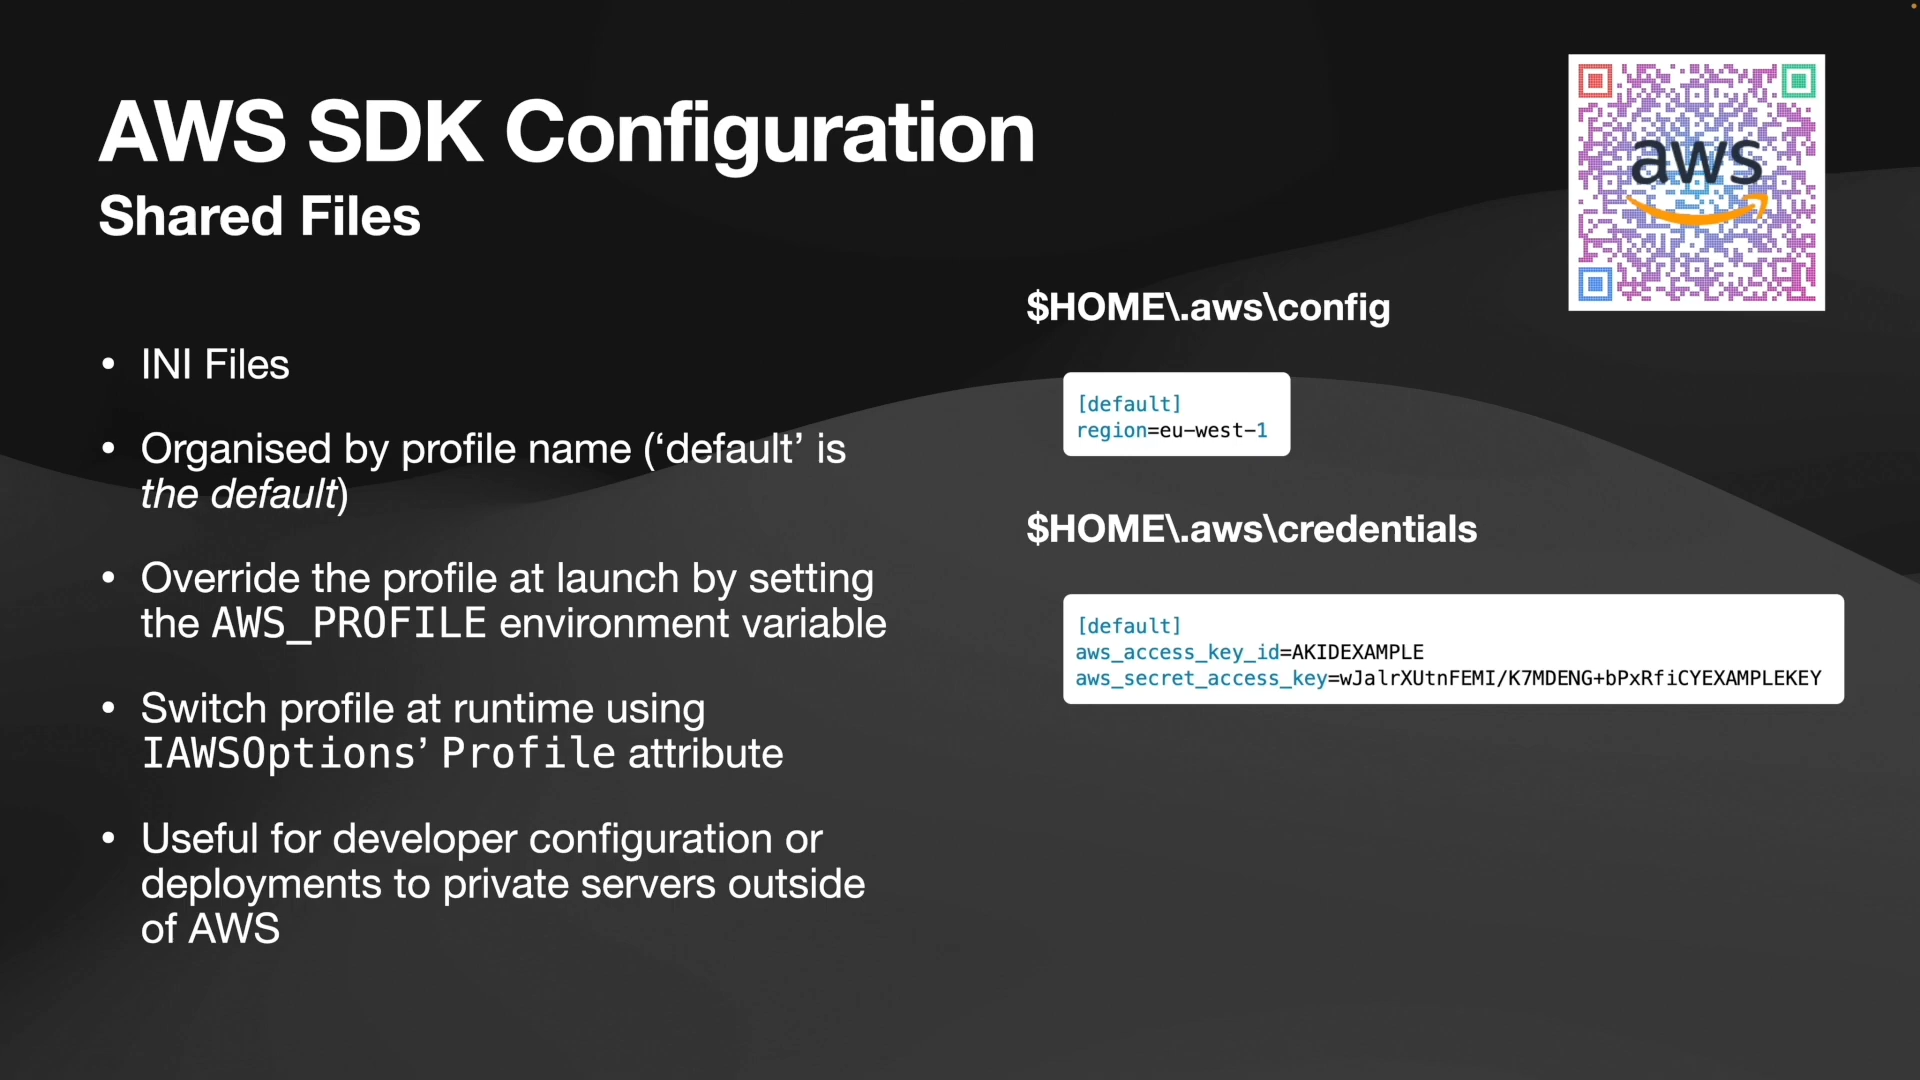 AWS SDK Configuration
Shared Files
• INI Files
• Organised by profile name (‘default’ is
the default)
• Override the profile at launch by setting
the AWS_PROFILE environment variable
• Switch profile at runtime using
IAWSOptions’ Profile attribute
• Useful for developer configuration or
deployments to private servers outside
of AWS
aws
$HOME\.aws\config
[default]
region=eu-west-1
$HOME\.aws\credentials
[default]
aws_access_key_id=AKIDEXAMPLE
aws_secret_access_key=wJalrXUtnFEMI/K7MDENG+bPxRfiCYEXAMPLEKEY